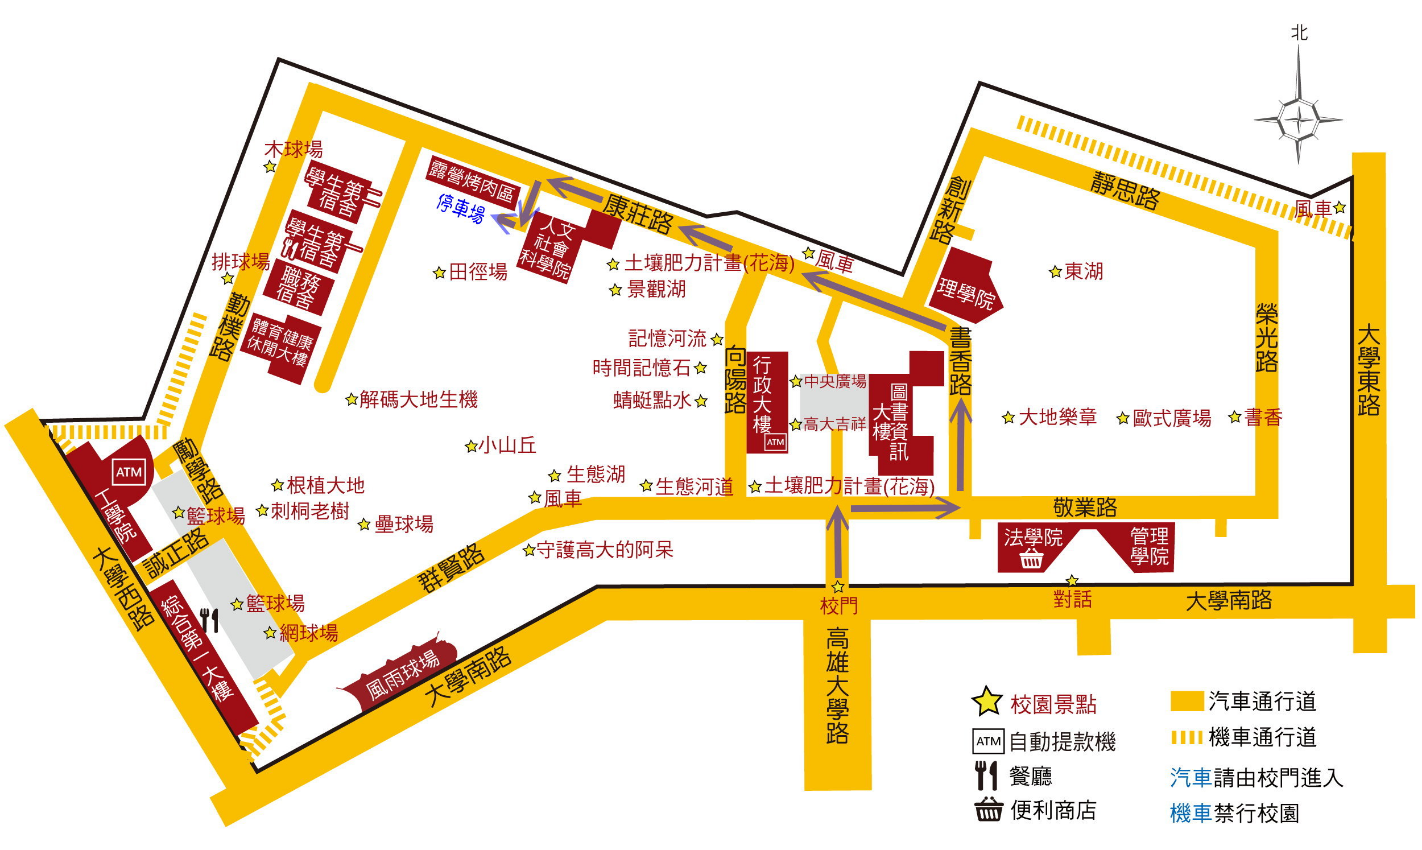 北
木球場
學生第二
宿舍
露營烤肉區
停車場
康莊路
人文
社會
科學院
創新路
靜思路
風車
學生第一
宿舍
排球場
職務
宿舍
田徑場
土壤肥力計畫(花海)
風車
景觀湖
理學院
東湖
勤樸路
體育健康
休閒大樓
記憶河流
時間記憶石
蜻蜓點水
向陽路
行政大樓
ATM
中央廣場
高大吉祥
圖書資訊
大樓
書香路
榮光路
大學東路
解碼大地生機
大地樂章
歐式廣場
書香
小山丘
勵學路
ATM
工學院
根植大地
刺桐老樹
籃球場
壘球場
生態湖
風車
生態河道
土壤肥力計畫(花海)
敬業路
誠正路
守護高大的阿呆
群賢路
法學院
管理
學院
大學西路
綜合第一大樓
籃球場
網球場
校門
對話
大學南路
風雨球場
大學南路
高雄大學路
校園景點
ATM
自動提款機
餐廳
便利商店
汽車通行道
機車通行道
汽車請由校門進入
機車禁行校園